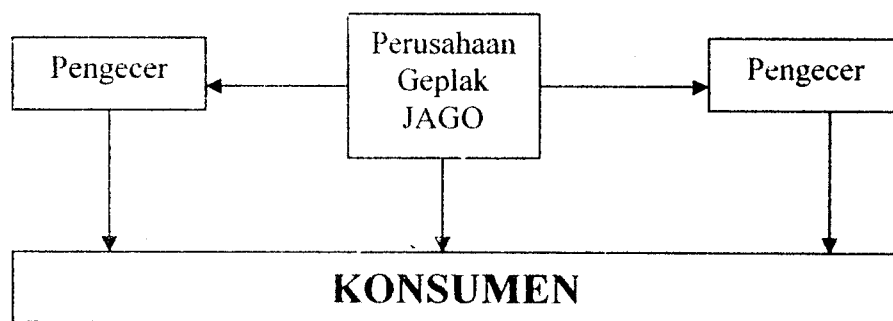 Pengecer
Perusahaan
Geplak
JAGO
Pengecer
KONSUMEN